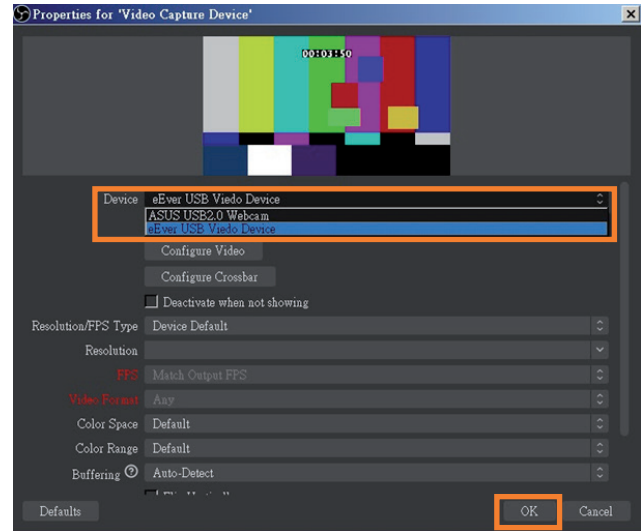 Properties for 'Video Capture Device'
00:03:50
Device eEver USB Viedo Device
ASUS USB2.0 Webcam
eEver USB Viedo Device
Configure Video
Configure Crossbar
Deactivate when not showing
Resolution/FPS Type Device Default
Resolution
FPS Match Output FPS
Video Format Any
Color Space Default
Color Range Default
Buffering ? Auto-Detect
Defaults OK Cancel